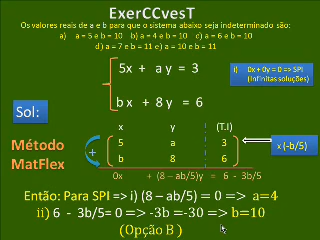 ExerCCvesT
Os valores reais de a e b para que o sistema abaixo seja indeterminado são:
a) a = 5 e b = 10 b) a = 4 e b = 10 c) a = 6 e b = 10
d) a = 7 e b = 11 e) a = 10 e b = 11
5x + a y = 3
b x + 8 y = 6
i) 0x + 0y = 0 => SPI
(Infinitas soluções)
Sol:
x y (T.I)
5 a 3
b 8 6
x (-b/5)
Método
MatFlex
+
0x + (8 – ab/5)y = 6 - 3b/5
Então: Para SPI => i) (8 – ab/5) = 0 => a=4
ii) 6 - 3b/5= 0 => -3b =-30 => b=10
(Opção B )